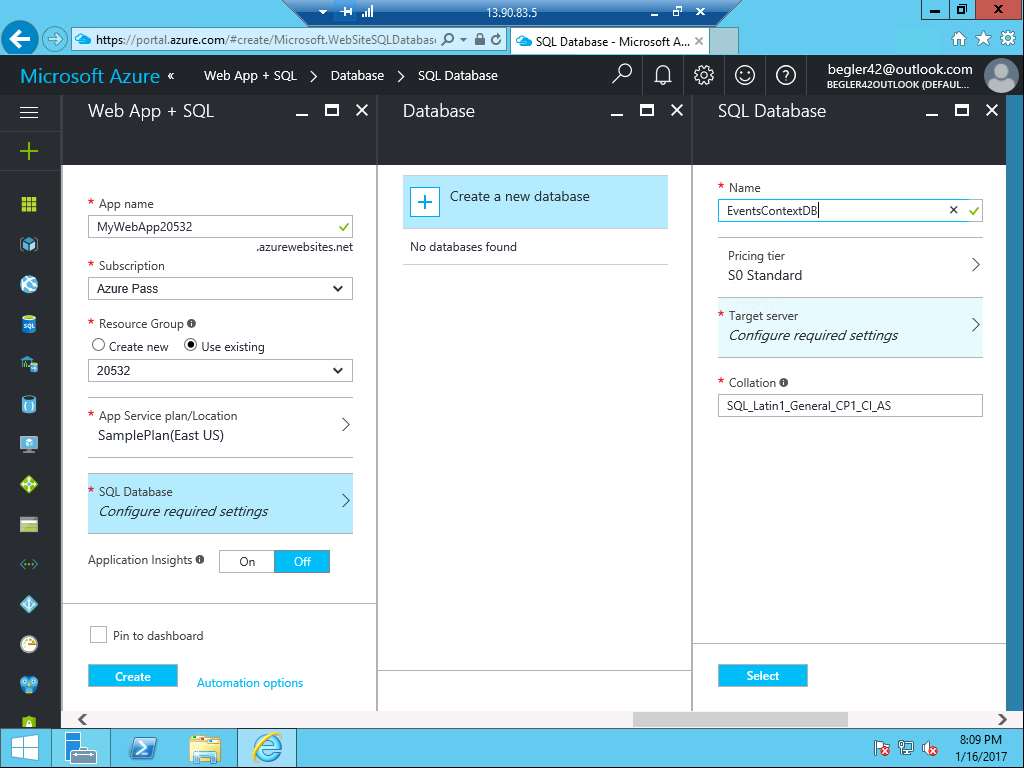 13.90.83.5
https://portal.azure.com/#create/Microsoft.WebSiteSQLDatabas
SQL Database - Microsoft A...
Microsoft Azure «
Web App + SQL > Database > SQL Database
begler42@outlook.com
BEGLER42OUTLOOK (DEFAUL...
Web App + SQL
* App name
MyWebApp20532
.azurewebsites.net
* Subscription
Azure Pass
* Resource Group
Create new
Use existing
20532
* App Service plan/Location
SamplePlan(East US)
* SQL Database
Configure required settings
Application Insights
On
Off
Pin to dashboard
Create
Automation options
Database
Create a new database
No databases found
SQL Database
* Name
EventsContextDB
Pricing tier
S0 Standard
* Target server
Configure required settings
* Collation
SQL_Latin1_General_CP1_CI_AS
Select
SQL
8:09 PM
1/16/2017